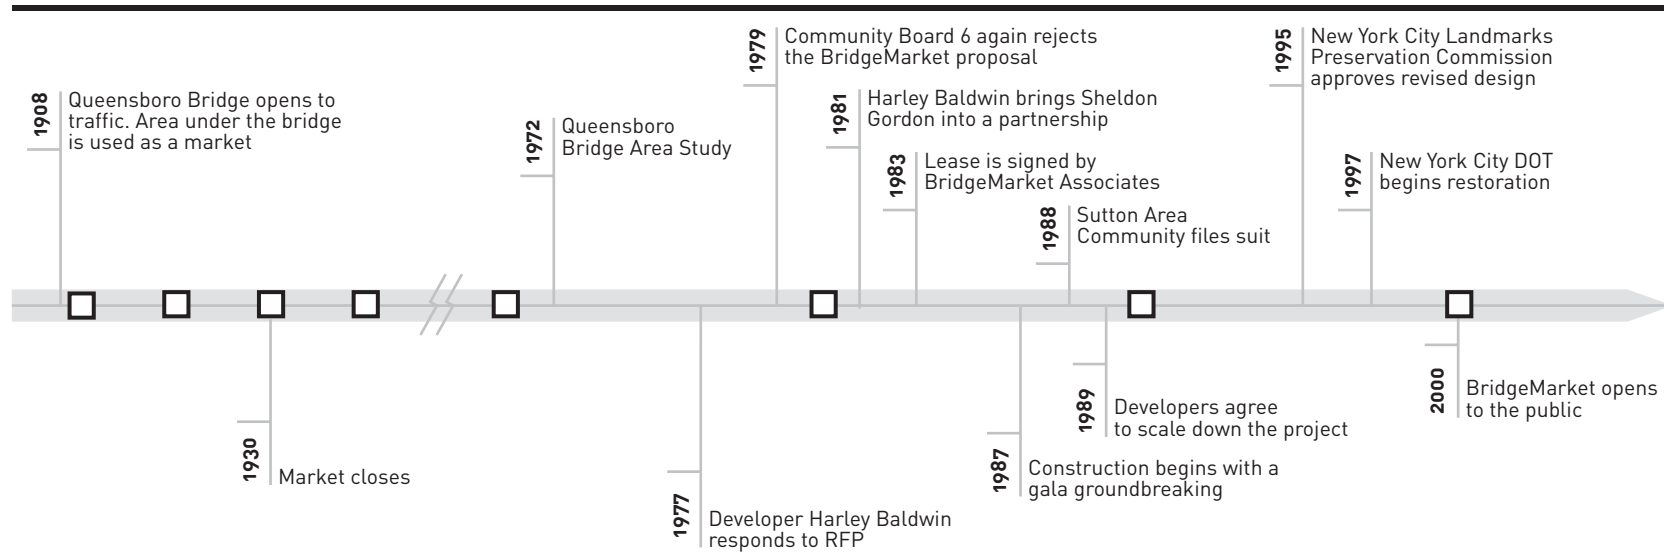 1908
Queensboro Bridge opens to
traffic. Area under the bridge
is used as a market
1930
Market closes
1972
Queensboro
Bridge Area Study
1977
Developer Harley Baldwin
responds to RFP
1979
Community Board 6 again rejects
the BridgeMarket proposal
1981
Harley Baldwin brings Sheldon
Gordon into a partnership
1983
Lease is signed by
BridgeMarket Associates
1987
Construction begins with a
gala groundbreaking
1988
Sutton Area
Community files suit
1989
Developers agree
to scale down the project
1995
New York City Landmarks
Preservation Commission
approves revised design
1997
New York City DOT
begins restoration
2000
BridgeMarket opens
to the public